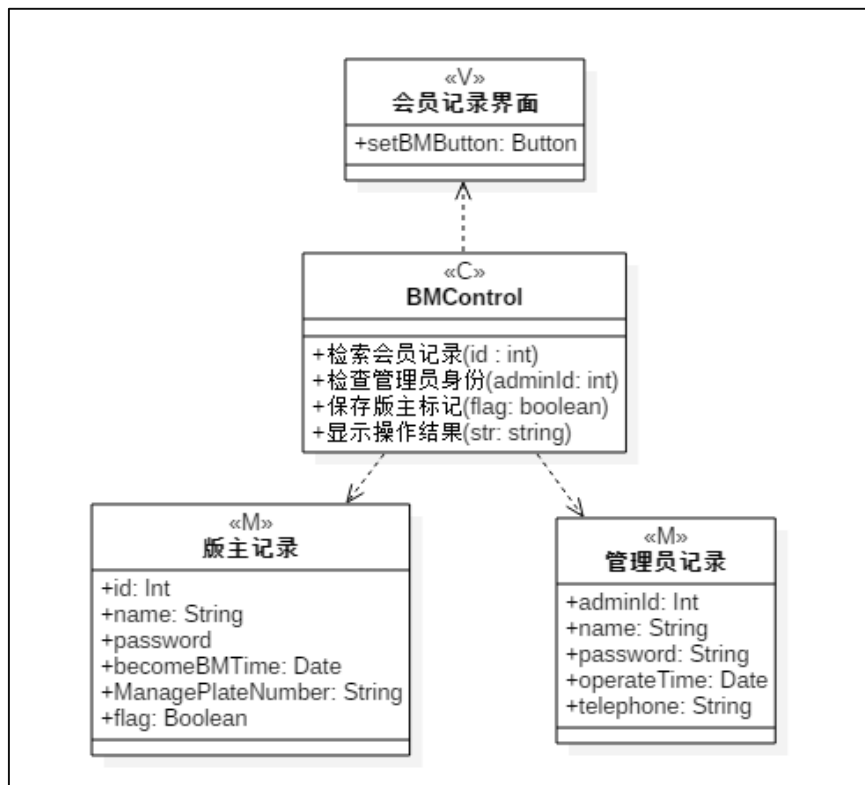 «V»
会员记录界面
+setBMButton: Button
«C»
BMControl
+检索会员记录(id : int)
+检查管理员身份(adminId: int)
+保存版主标记(flag: boolean)
+显示操作结果(str: string)
«M»
版主记录
+id: Int
+name: String
+password
+becomeBMTime: Date
+ManagePlateNumber: String
+flag: Boolean
«M»
管理员记录
+adminId: Int
+name: String
+password: String
+operateTime: Date
+telephone: String